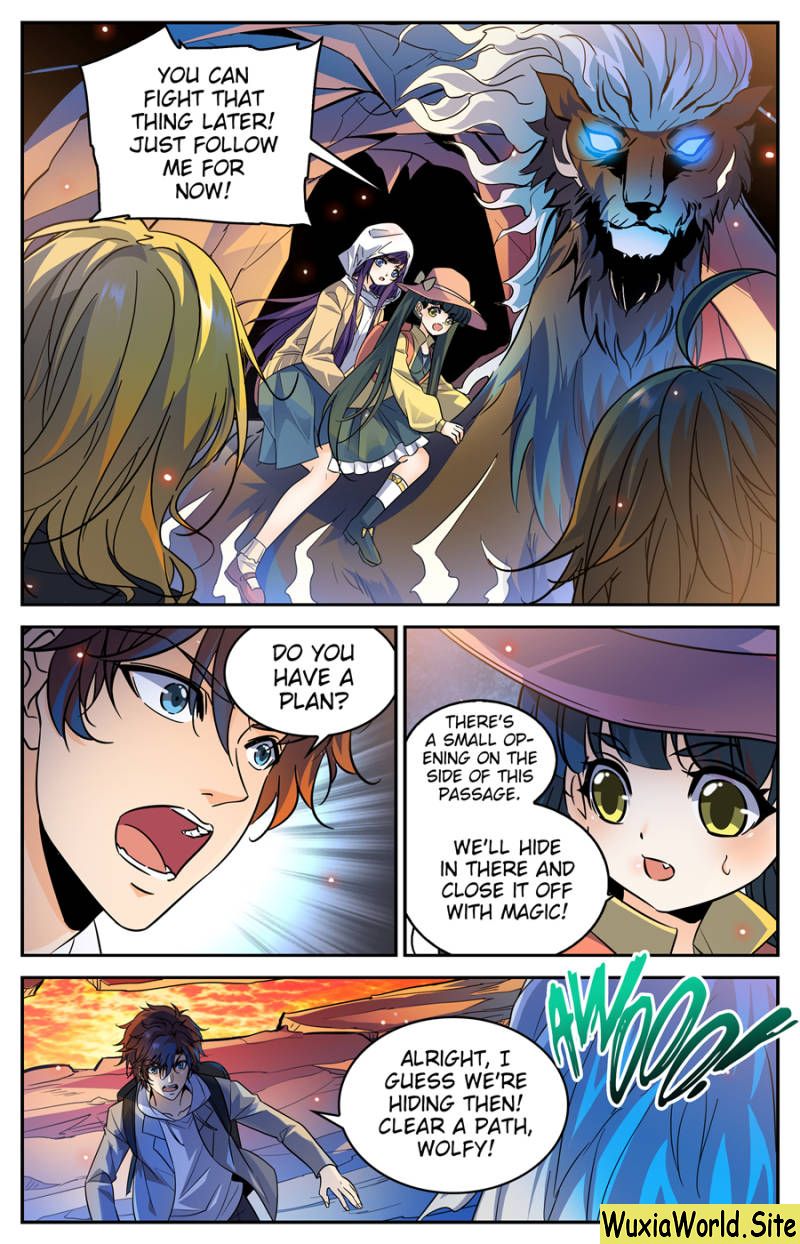 YOU CAN
FIGHT THAT
THING LATER!
JUST FOLLOW
ME FOR
NOW!
DO YOU
HAVE A
PLAN?
THERE'S
A SMALL OP-
ENING ON THE
SIDE OF THIS
PASSAGE.
WE'LL HIDE
IN THERE AND
CLOSE IT OFF
WITH MAGIC!
AWOOO!
ALRIGHT, I
GUESS WE'RE
HIDING THEN!
CLEAR A PATH,
WOLFY!
WuxiaWorld.Site